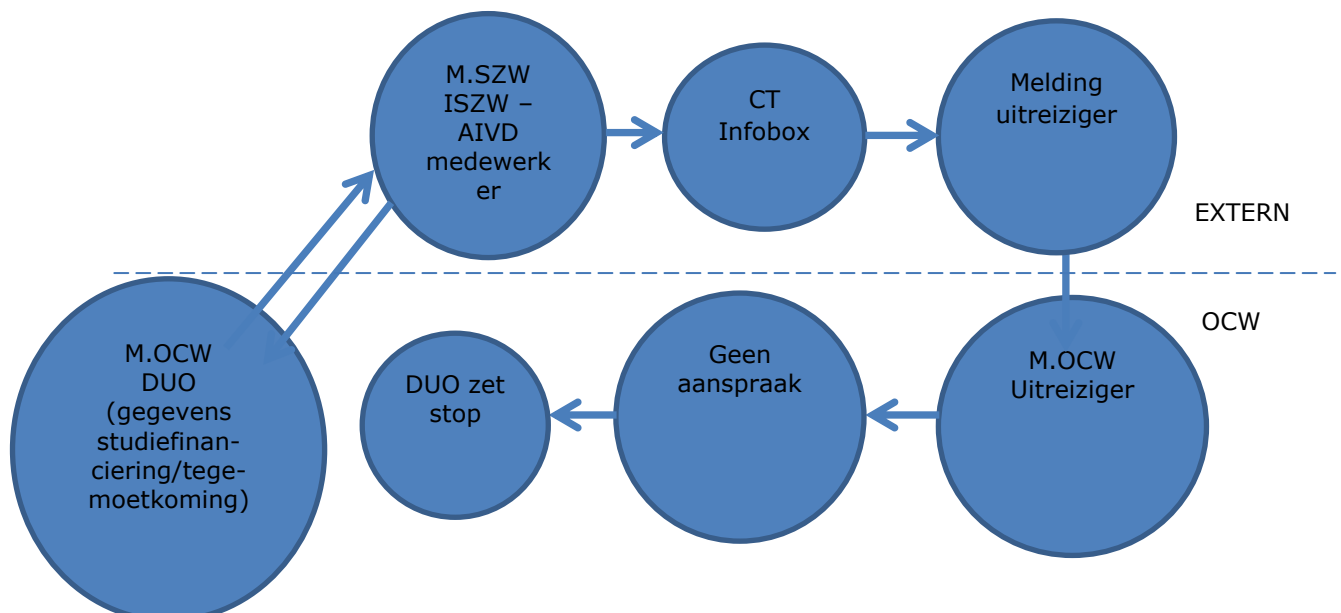 M.SZW
ISZW –
AIVD
medewerk
er
CT
Infobox
Melding
uitreiziger
EXTERN
M.OCW
DUO
(gegevens
studiefinan-
ciering/tege-
moetkoming)
DUO zet
stop
Geen
aanspraak
M.OCW
Uitreiziger
OCW